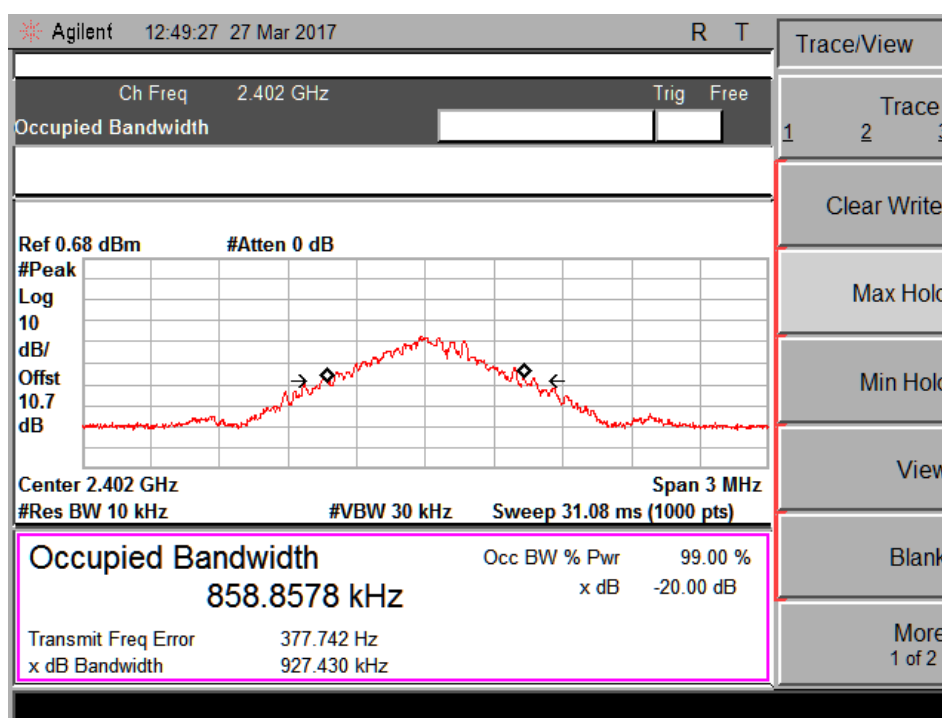 Agilent 12:49:27 27 Mar 2017 R T
Trace/View
Ch Freq 2.402 GHz Trig Free
Occupied Bandwidth
Trace
1 2
Clear Write
Max Hold
Min Hold
View
Blank
More
1 of 2
Ref 0.68 dBm #Atten 0 dB
#Peak
Log
10
dB/
Offst
10.7
dB
Center 2.402 GHz Span 3 MHz
#Res BW 10 kHz #VBW 30 kHz Sweep 31.08 ms (1000 pts)
Occupied Bandwidth Occ BW % Pwr 99.00 %
858.8578 kHz x dB -20.00 dB
Transmit Freq Error 377.742 Hz
x dB Bandwidth 927.430 kHz